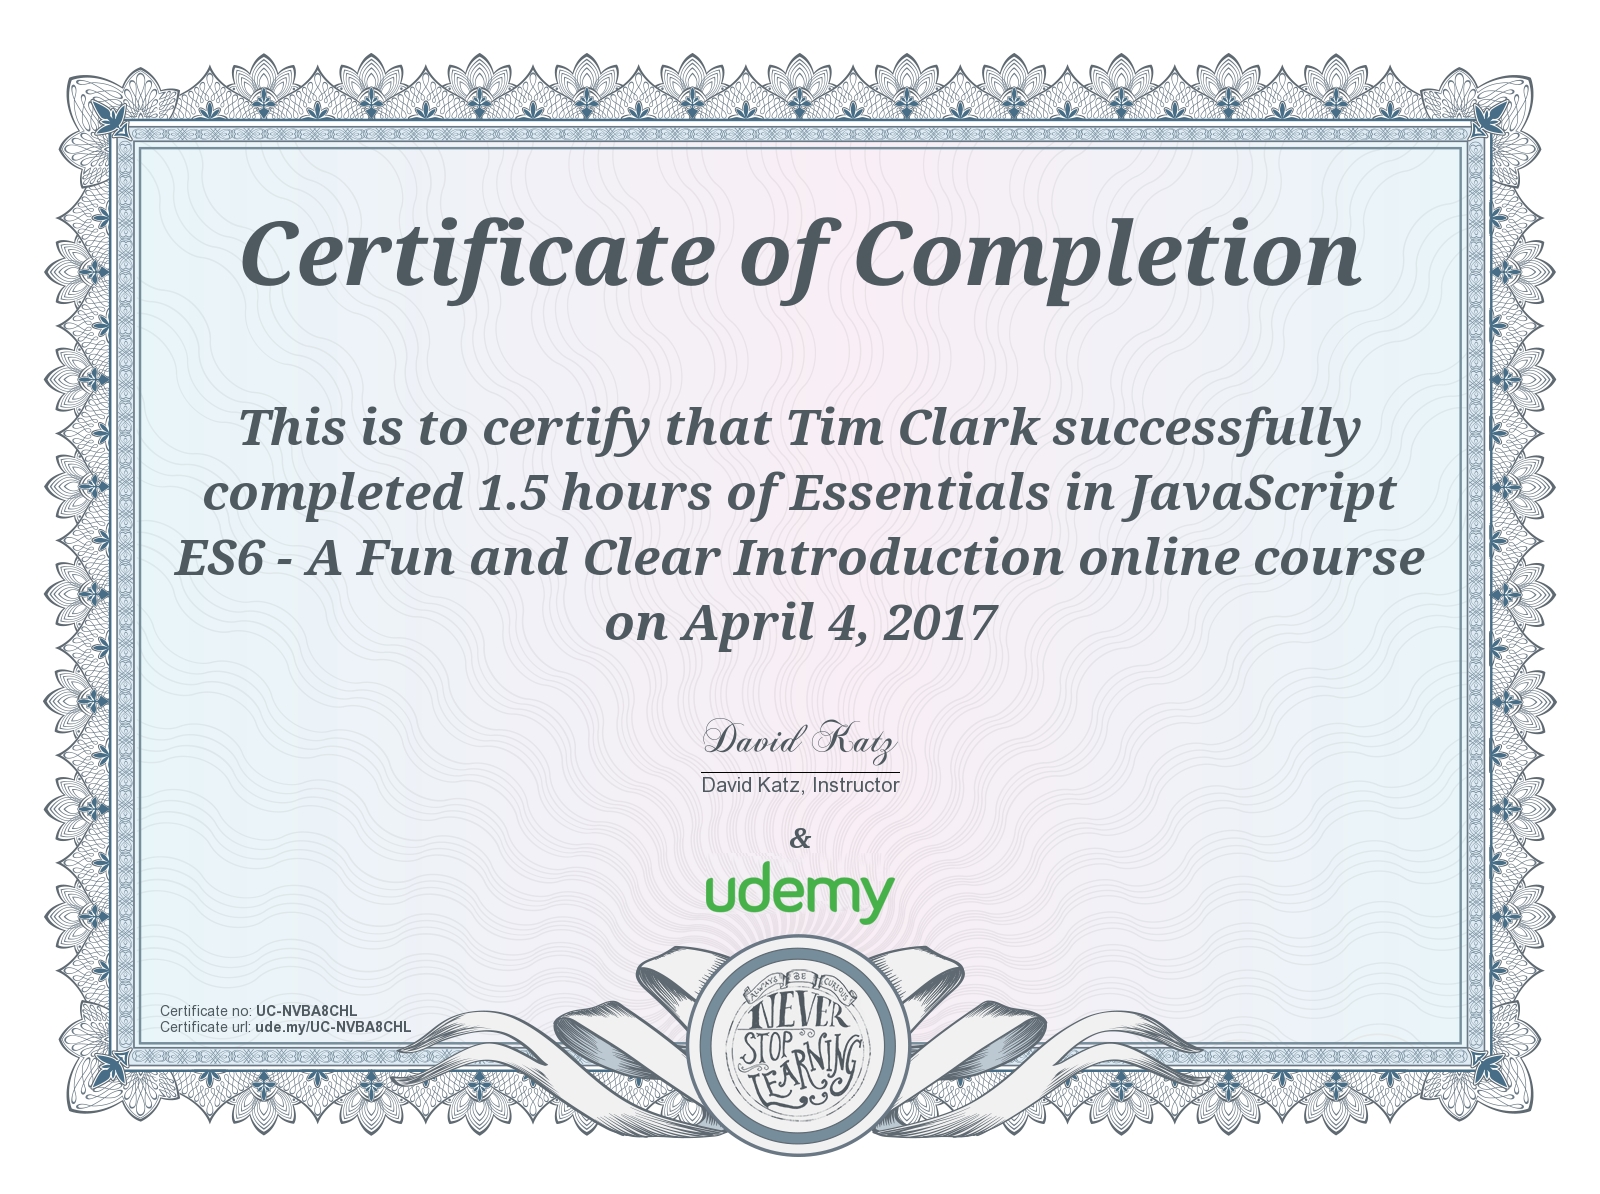 Certificate of Completion
This is to certify that Tim Clark successfully
completed 1.5 hours of Essentials in JavaScript
ES6 - A Fun and Clear Introduction online course
on April 4, 2017
David Katz
David Katz, Instructor
&
udemy
Certificate no: UC-NVBA8CHL
Certificate url: ude.my/UC-NVBA8CHL
ALWAYS BE CURIOUS
NEVER
STOP
LEARNING